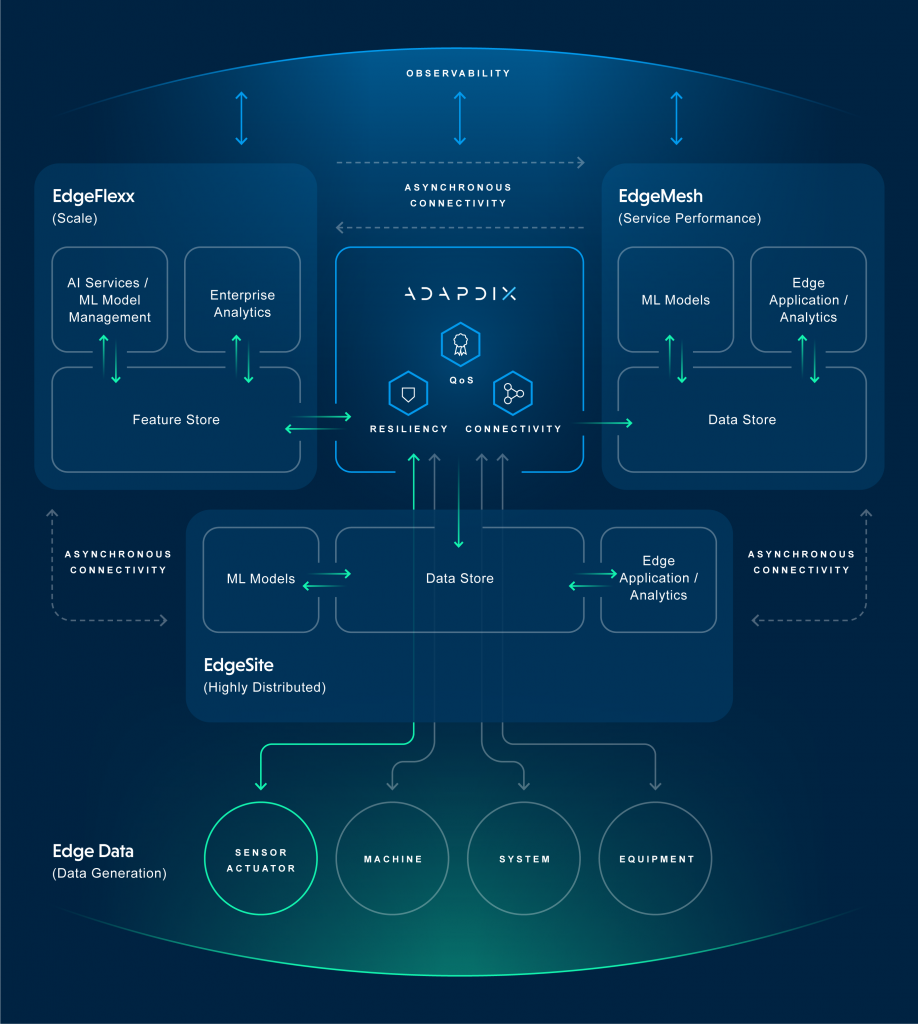 OBSERVABILITY
ASYNCHRONOUS
CONNECTIVITY
EdgeFlexx
(Scale)
AI Services /
ML Model
Management
Enterprise
Analytics
Feature Store
ADAPDIX
QoS
RESILIENCY
CONNECTIVITY
EdgeMesh
(Service Performance)
ML Models
Edge
Application /
Analytics
Data Store
ASYNCHRONOUS
CONNECTIVITY
ML Models
Data Store
Edge
Application /
Analytics
EdgeSite
(Highly Distributed)
ASYNCHRONOUS
CONNECTIVITY
Edge Data
(Data Generation)
SENSOR
ACTUATOR
MACHINE
SYSTEM
EQUIPMENT